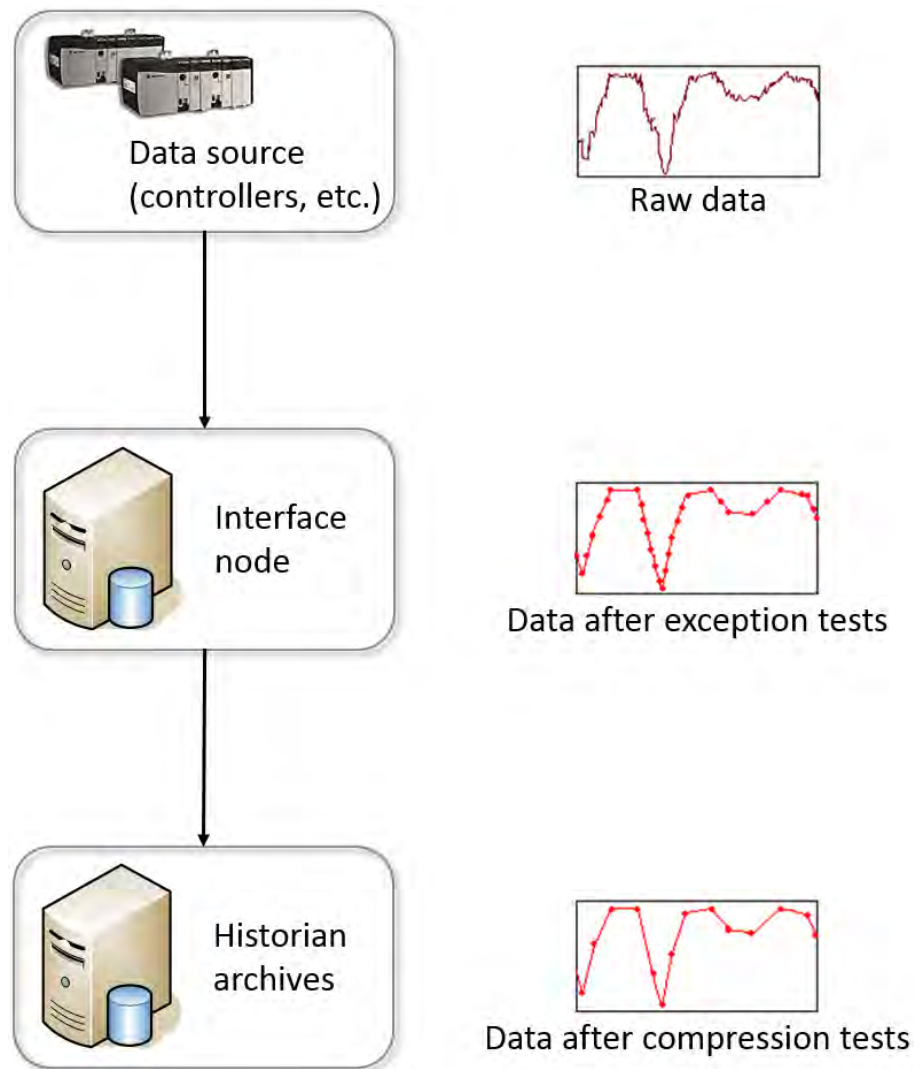 Data source
(controllers, etc.)
Raw data
Interface
node
Data after exception tests
Historian
archives
Data after compression tests